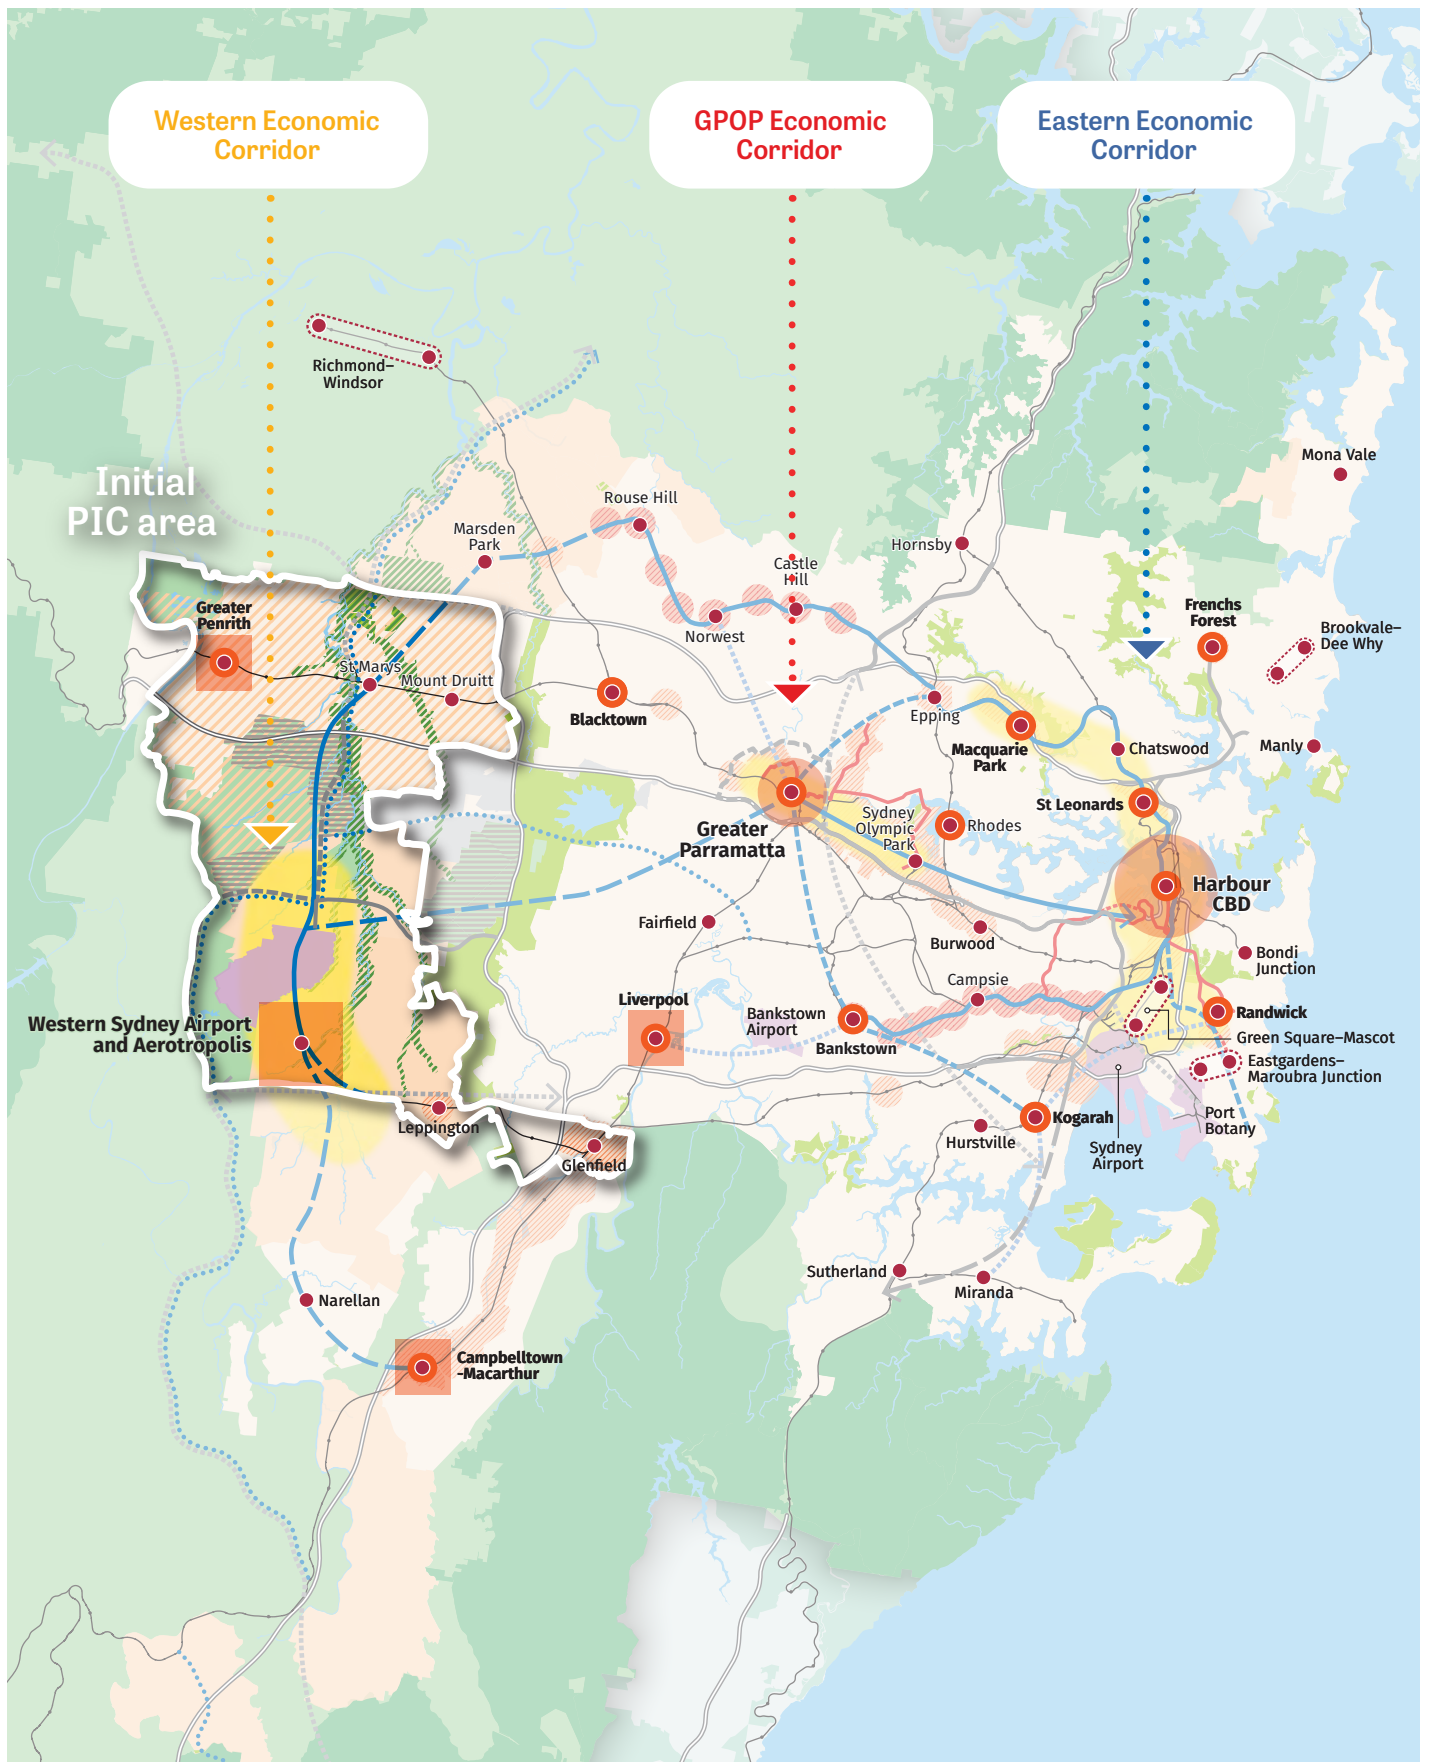 Western Economic
Corridor
GPOP Economic
Corridor
Eastern Economic
Corridor
Richmond–
Windsor
Mona Vale
Initial
PIC area
Rouse Hill
Marsden
Park
Hornsby
Castle
Hill
Greater
Penrith
Norwest
Frenchs
Forest
Brookvale–
Dee Why
St Marys
Mount Druitt
Blacktown
Epping
Macquarie
Park
Chatswood
Manly
St Leonards
Greater
Parramatta
Sydney
Olympic
Park
Rhodes
Harbour
CBD
Fairfield
Burwood
Bondi
Junction
Campsie
Liverpool
Bankstown
Airport
Bankstown
Randwick
Green Square–Mascot
Western Sydney Airport
and Aerotropolis
Eastgardens–
Maroubra Junction
Leppington
Kogarah
Port
Botany
Hurstville
Sydney
Airport
Glenfield
Sutherland
Miranda
Narellan
Campbelltown
-Macarthur